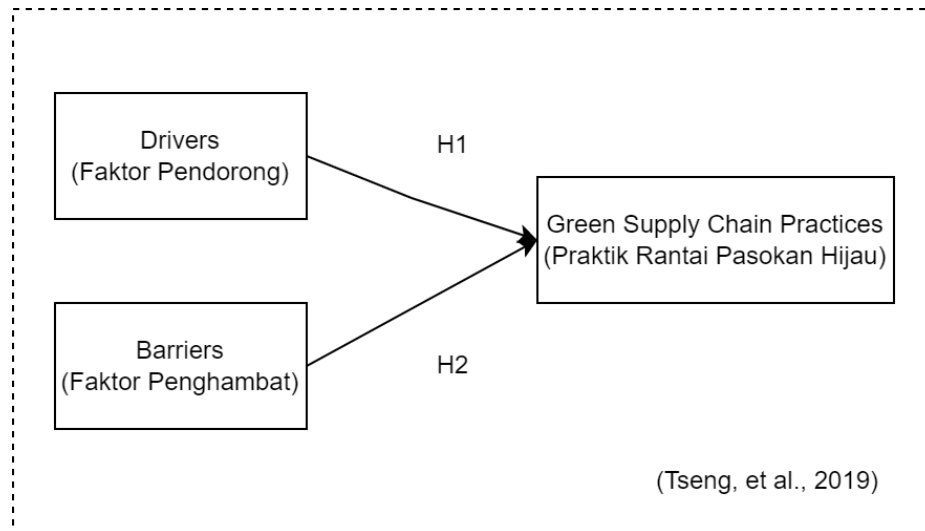 Drivers
(Faktor Pendorong)
H1
Green Supply Chain Practices
(Praktik Rantai Pasokan Hijau)
Barriers
(Faktor Penghambat)
H2
(Tseng, et al., 2019)